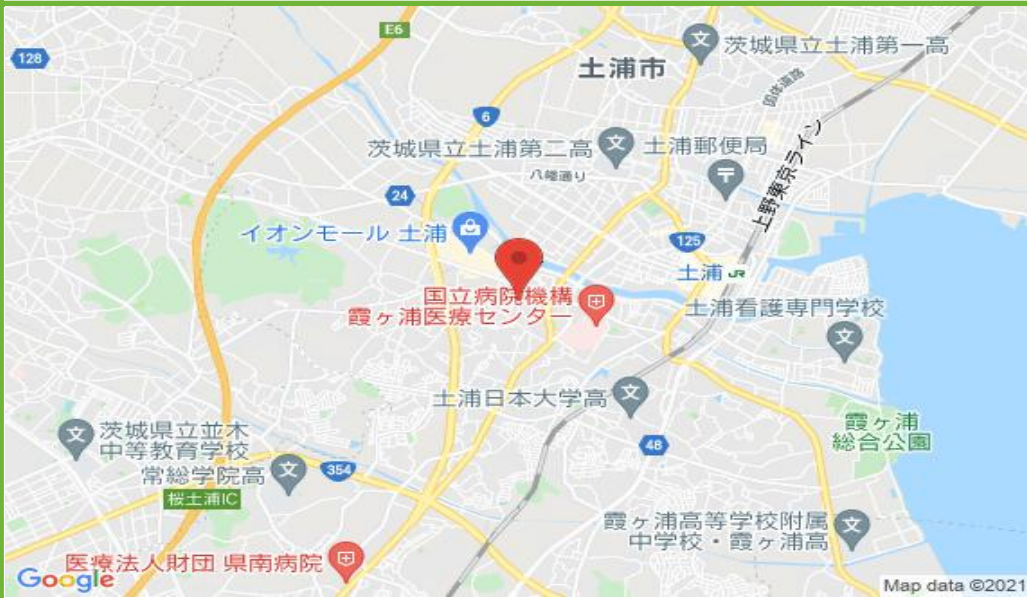 E6
128
茨城県立土浦第一高
土浦市
国体道路
6
茨城県立土浦第二高
土浦郵便局
八幡通り
上野東京ライン
24
イオンモール 土浦
125
土浦 JR
国立病院機構
霞ヶ浦医療センター
土浦看護専門学校
土浦日本大学高
霞ヶ浦
総合公園
茨城県立並木
中等教育学校
48
常総学院高
354
桜土浦IC
霞ヶ浦高等学校附属
中学校・霞ヶ浦高
医療法人財団 県南病院
Google
Map data ©2021